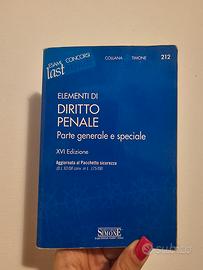 ESAMI
CONCORSI
last
COLLANA TIMONE 212
ELEMENTI DI
DIRITTO
PENALE
Parte generale e speciale
XVI Edizione
Aggiornata al Pacchetto sicurezza
SIMONE
subito